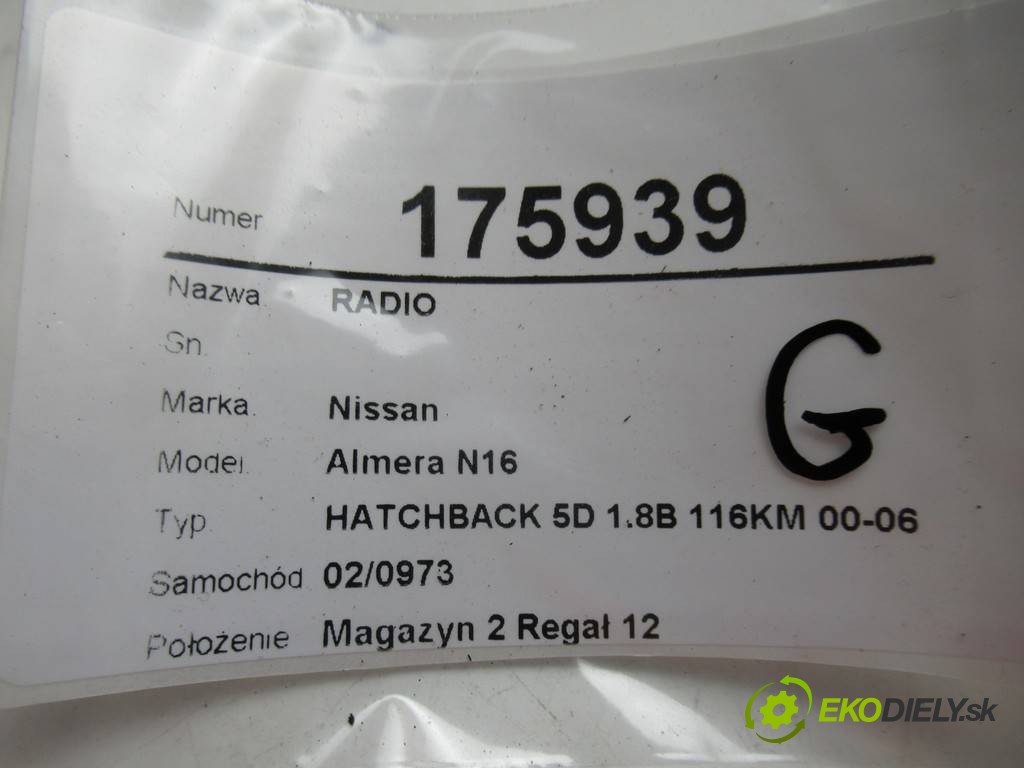 Numer 175939
Nazwa RADIO
Sn.
Marka. Nissan
Model. Almera N16
Typ. HATCHBACK 5D 1.8B 116KM 00-06
Samochód 02/0973
Położenie Magazyn 2 Regał 12
G
EKODIELY.sk